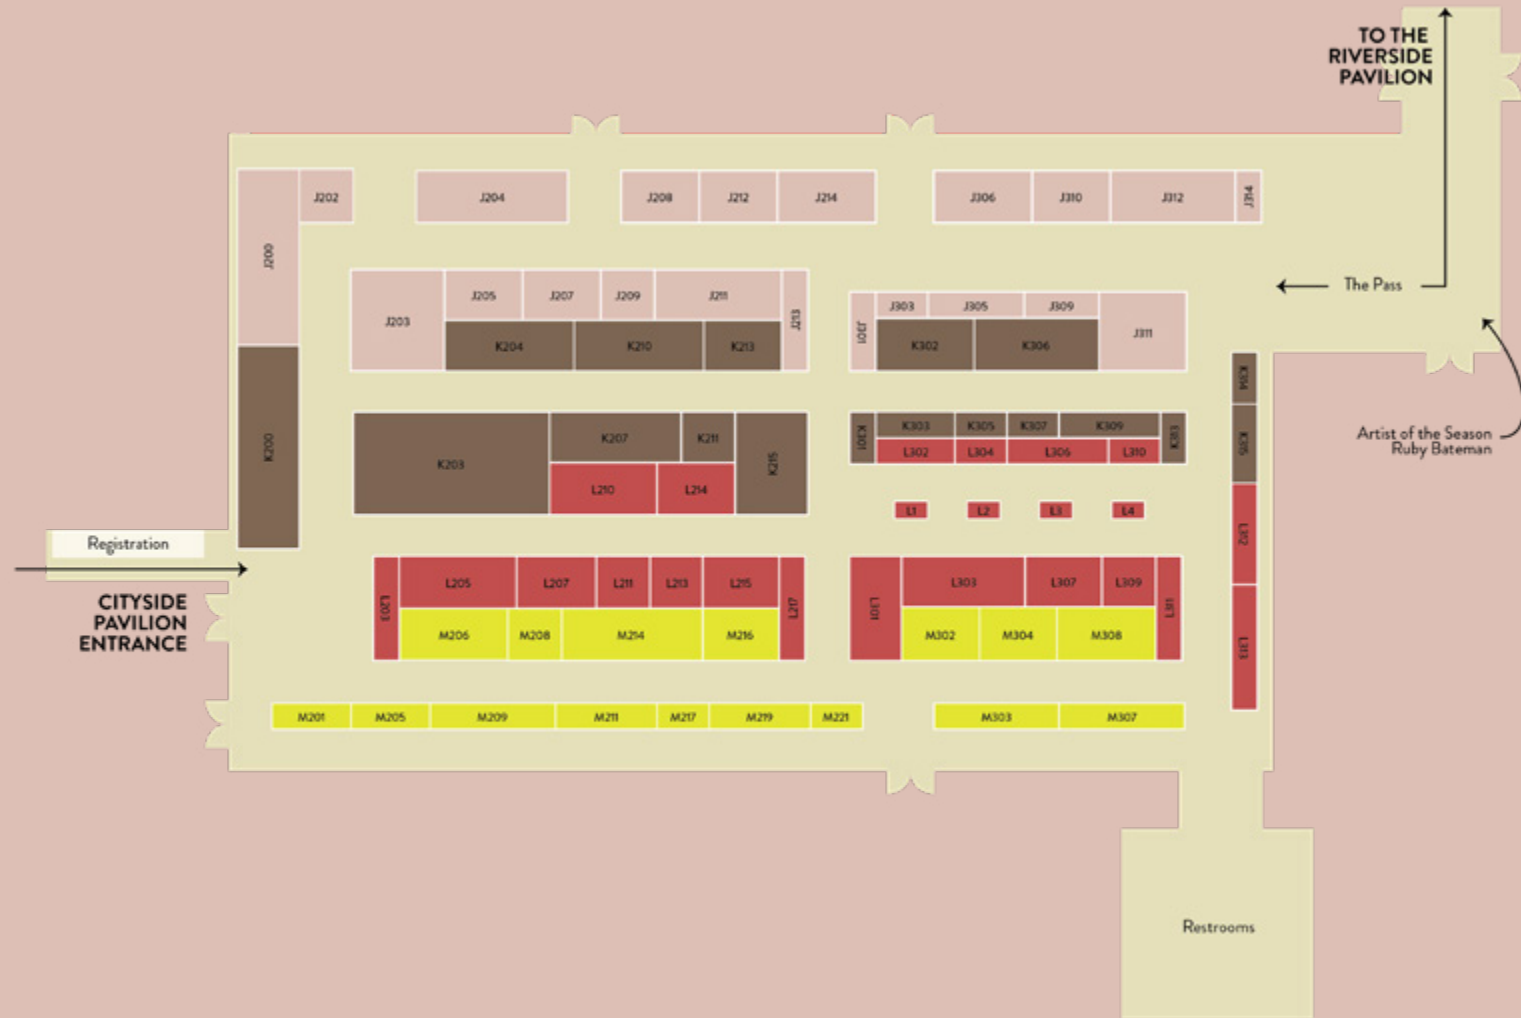 TO THE
RIVERSIDE
PAVILION
J202
J204
J208
J212
J214
J306
J310
J312
J314
J200
The Pass
J203
J205
J207
J209
J211
J213
K204
K210
K213
J301
J303
J305
J309
J311
K302
K306
K200
K203
K207
K211
K215
L210
L214
K301
K303
K305
K307
K309
K313
L302
L304
L306
L310
K314
K315
Artist of the Season
Ruby Bateman
L1
L2
L3
L4
L312
L313
Registration
CITYSIDE
PAVILION
ENTRANCE
L203
L205
L207
L211
L213
L215
L217
M206
M208
M214
M216
L301
L303
L307
L309
L311
M302
M304
M308
M201
M205
M209
M211
M217
M219
M221
M303
M307
Restrooms